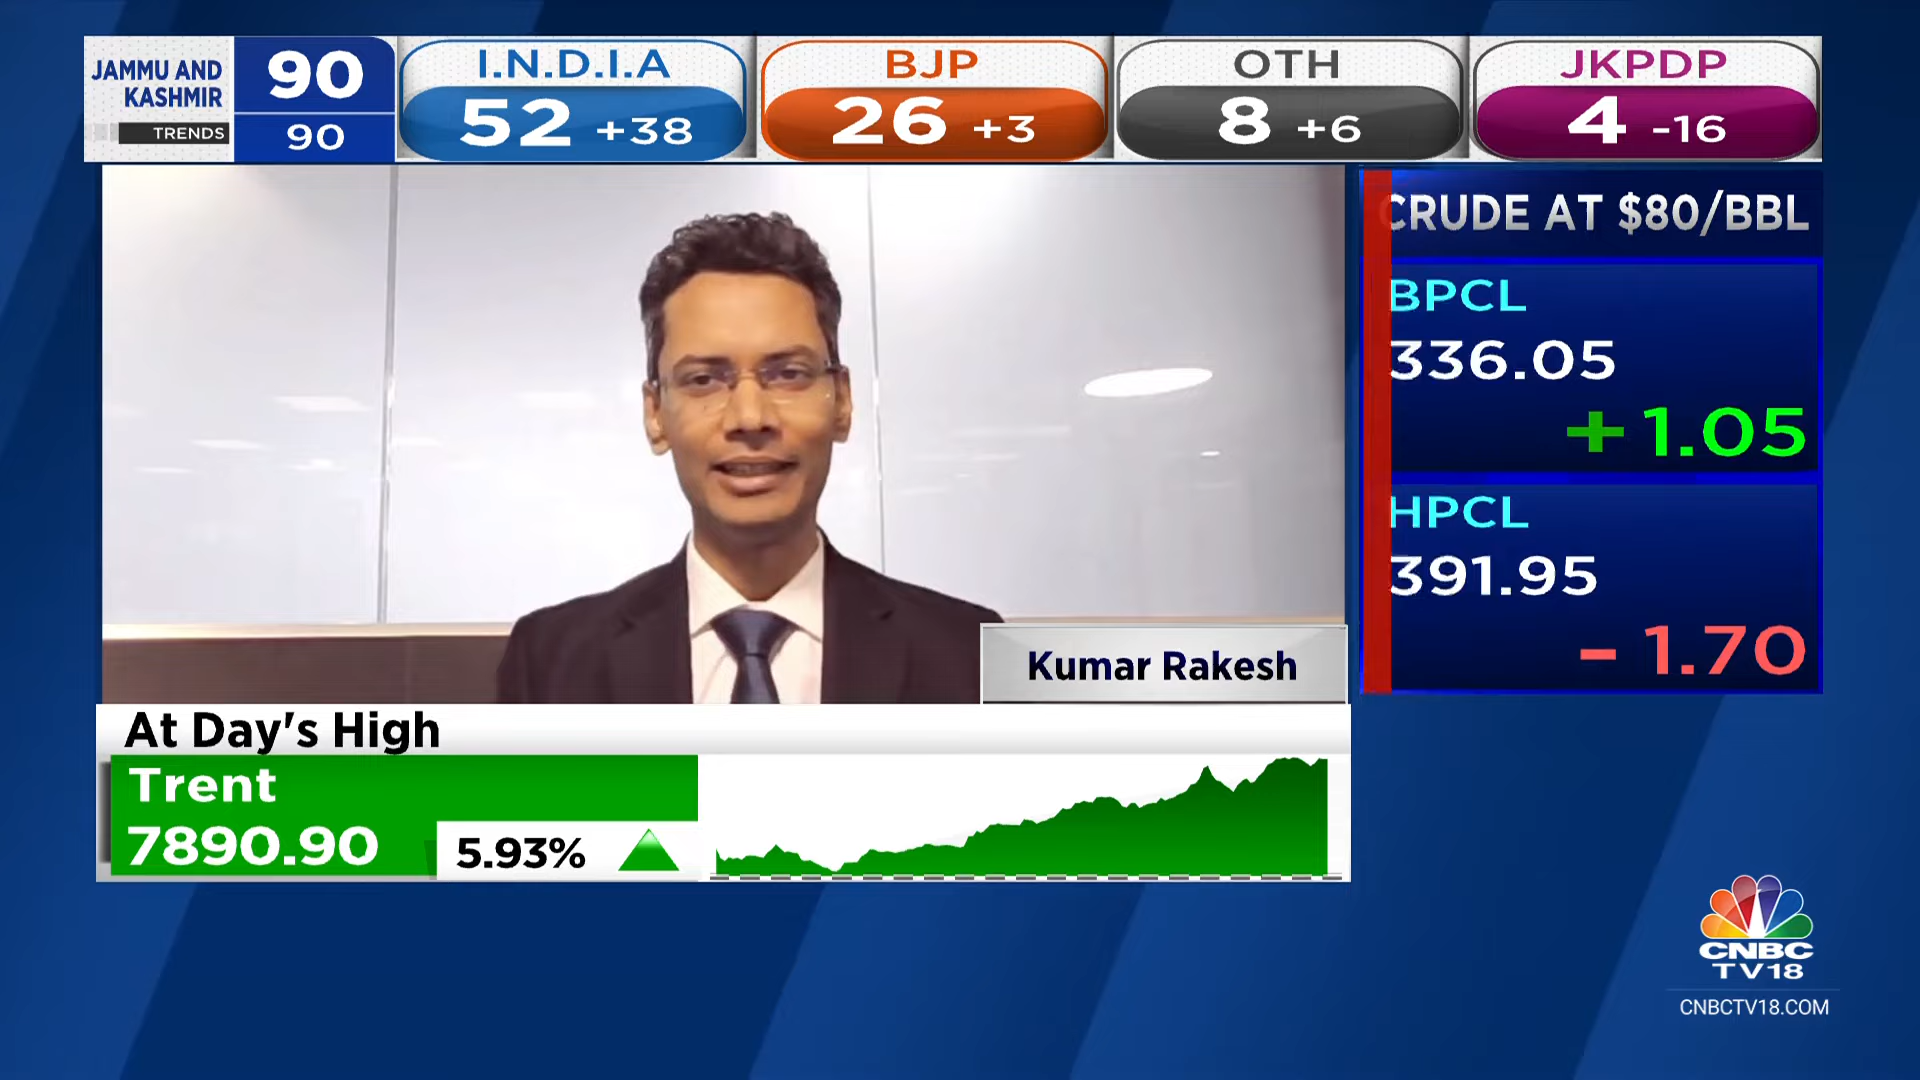 JAMMU AND
KASHMIR
TRENDS
90
90
I.N.D.I.A
52 +38
BJP
26 +3
OTH
8 +6
JKPDP
4 -16
CRUDE AT $80/BBL
BPCL
336.05
+1.05
HPCL
391.95
- 1.70
Kumar Rakesh
At Day's High
Trent
7890.90
5.93%
CNBC
TV18
CNBCTV18.COM